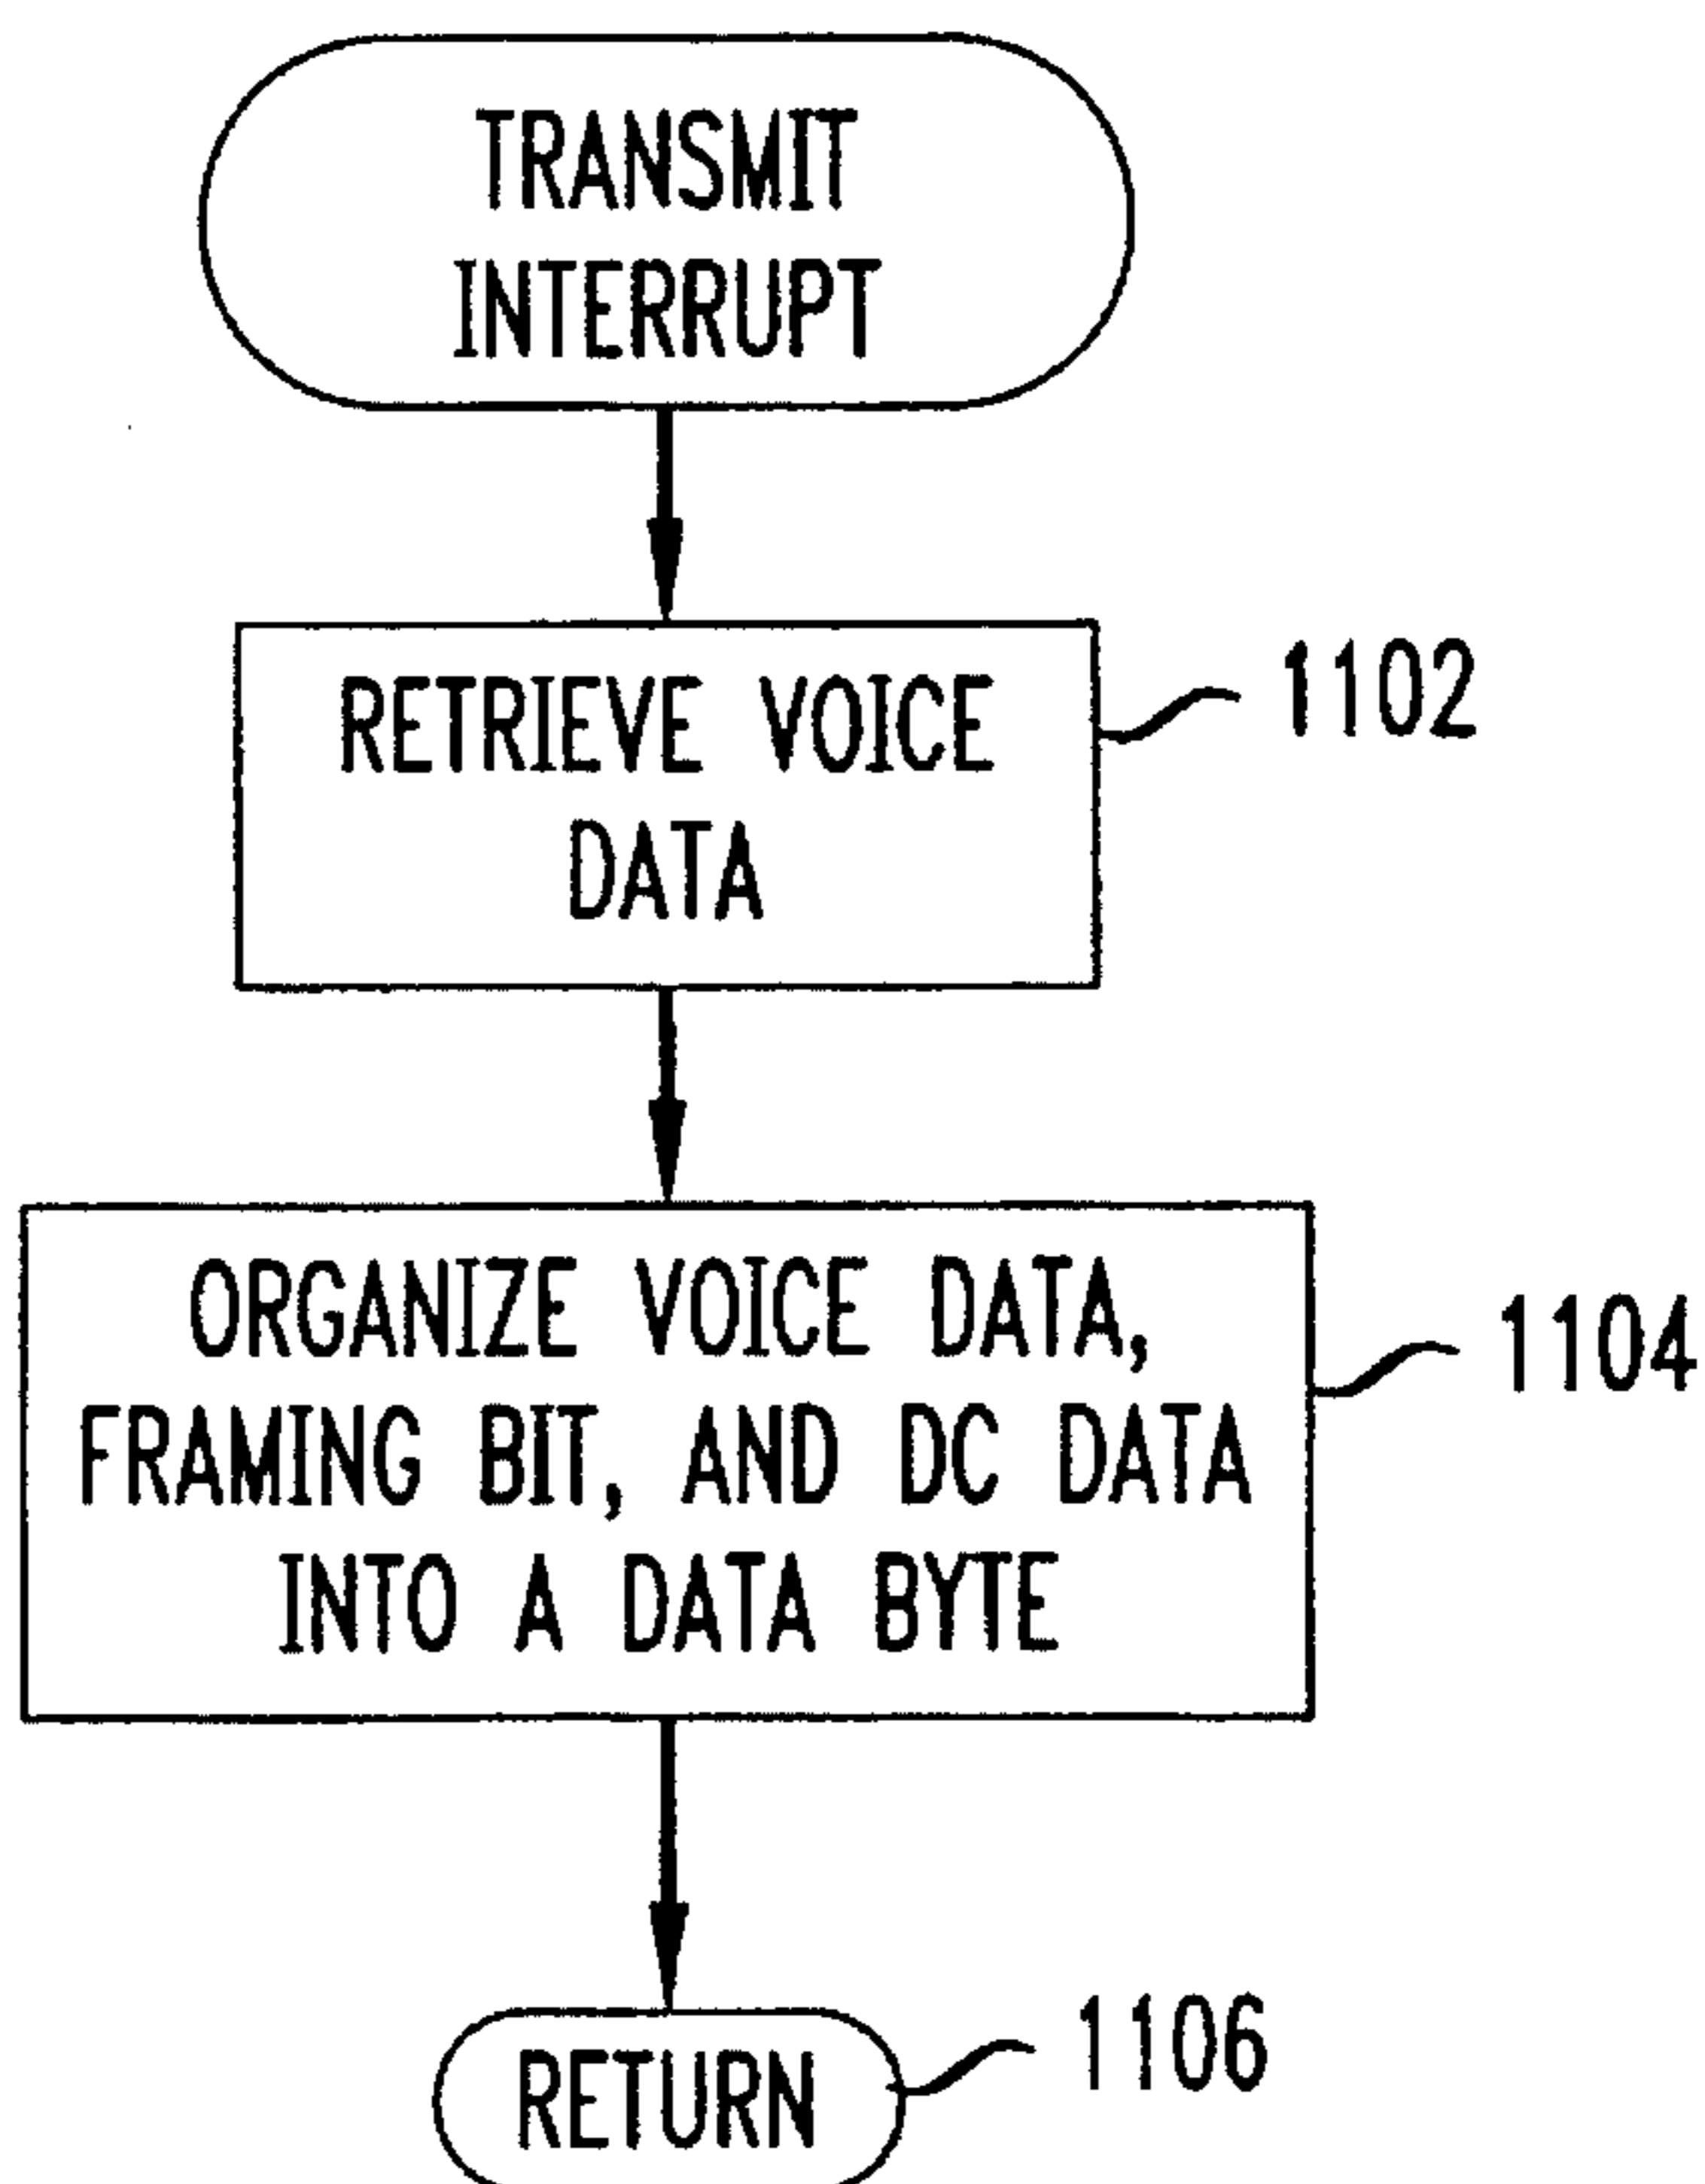 TRANSMIT
INTERRUPT
RETRIEVE VOICE
DATA
1102
ORGANIZE VOICE DATA,
FRAMING BIT, AND DC DATA
INTO A DATA BYTE
1104
RETURN
1106